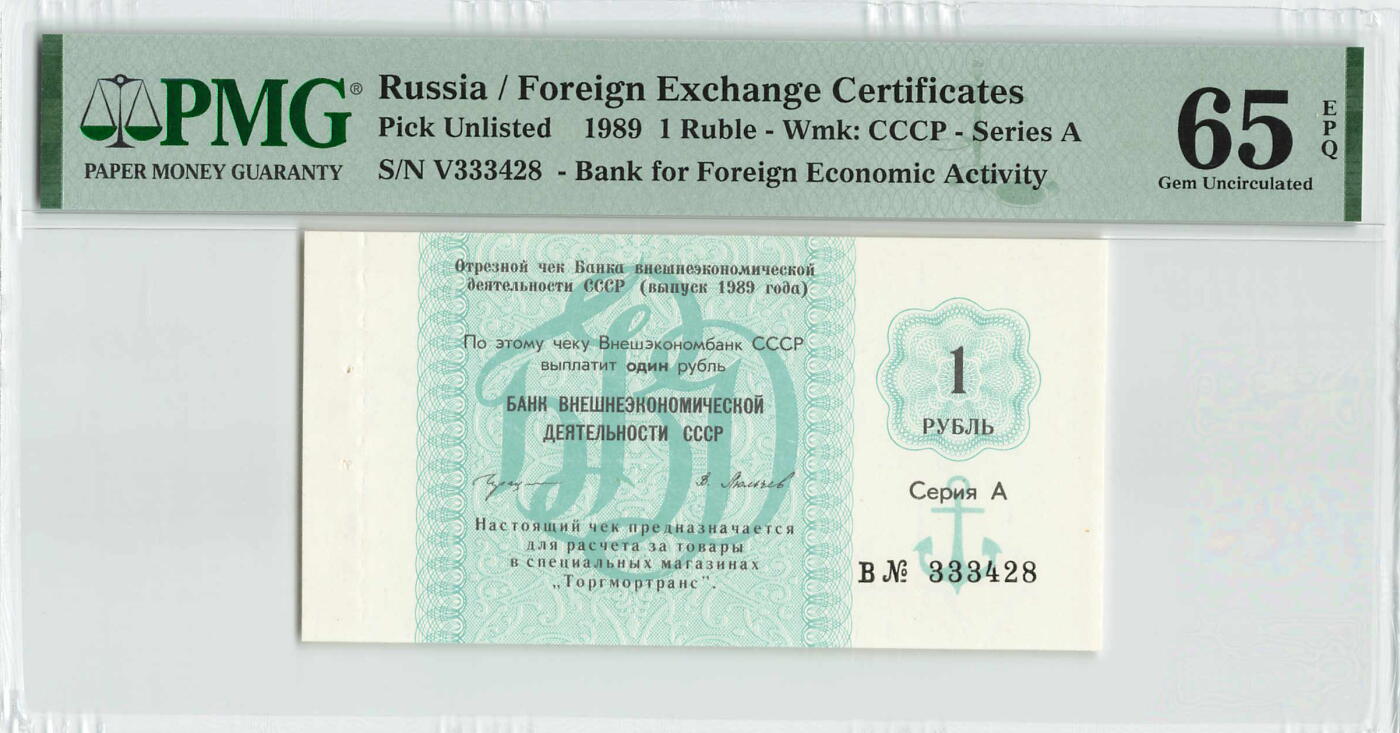 PMG®
PAPER MONEY GUARANTY
Russia / Foreign Exchange Certificates
Pick Unlisted 1989 1 Ruble - Wmk: CCCP - Series A
S/N V333428 - Bank for Foreign Economic Activity
65
EPQ
Gem Uncirculated
Отрезной чек Банка внешнеэкономической
деятельности СССР (выпуск 1989 года)
По этому чеку Внешэкономбанк СССР
выплатит один рубль
БАНК ВНЕШНЕЭКОНОМИЧЕСКОЙ
ДЕЯТЕЛЬНОСТИ СССР
Настоящий чек предназначается
для расчета за товары
в специальных магазинах
„Торгмортранс".
1
РУБЛЬ
Серия А
В № 333428